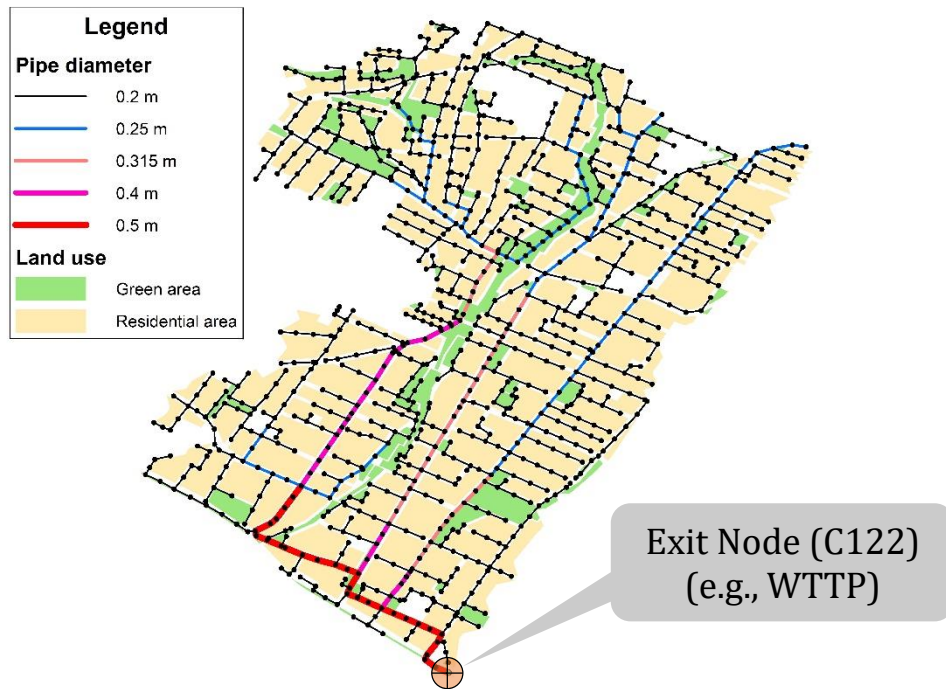 Legend
Pipe diameter
0.2 m
0.25 m
0.315 m
0.4 m
0.5 m
Land use
Green area
Residential area
Exit Node (C122)
(e.g., WTTP)